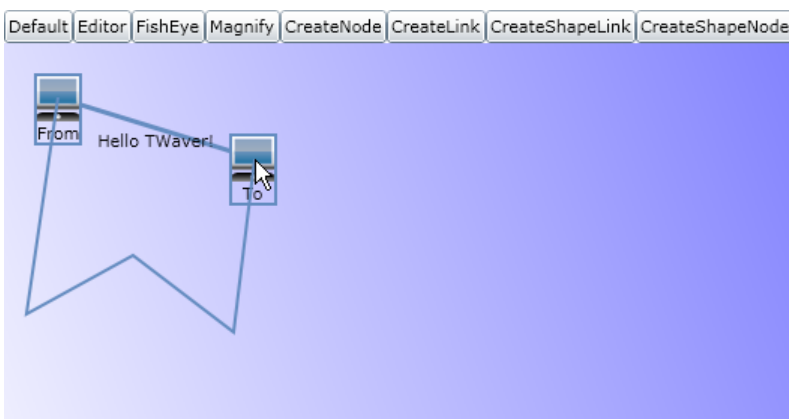 Default Editor FishEye Magnify CreateNode CreateLink CreateShapeLink CreateShapeNode
From
Hello TWaver!
To